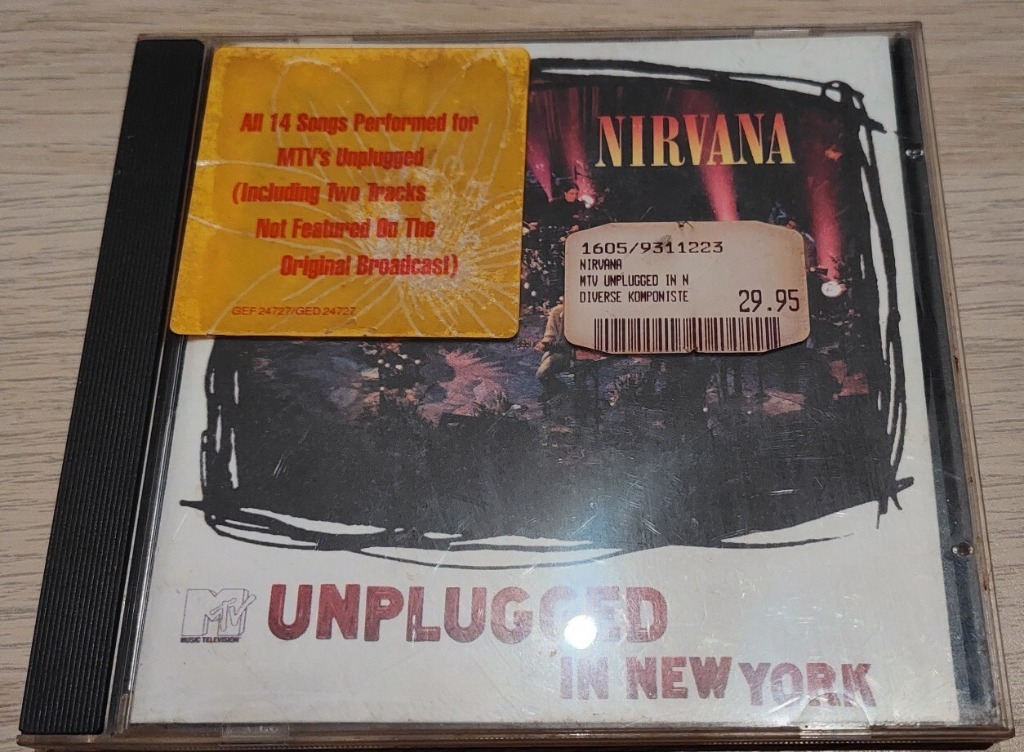 All 14 Songs Performed for
MTV's Unplugged
(Including Two Tracks
Not Featured On The
Original Broadcast)
GEF 24727/GED 24727
NIRVANA
1605/9311223
NIRVANA
MTV UNPLUGGED IN N
DIVERSE KOMPONISTE
29.95
MTV
MUSIC TELEVISION
UNPLUGGED
IN NEW YORK